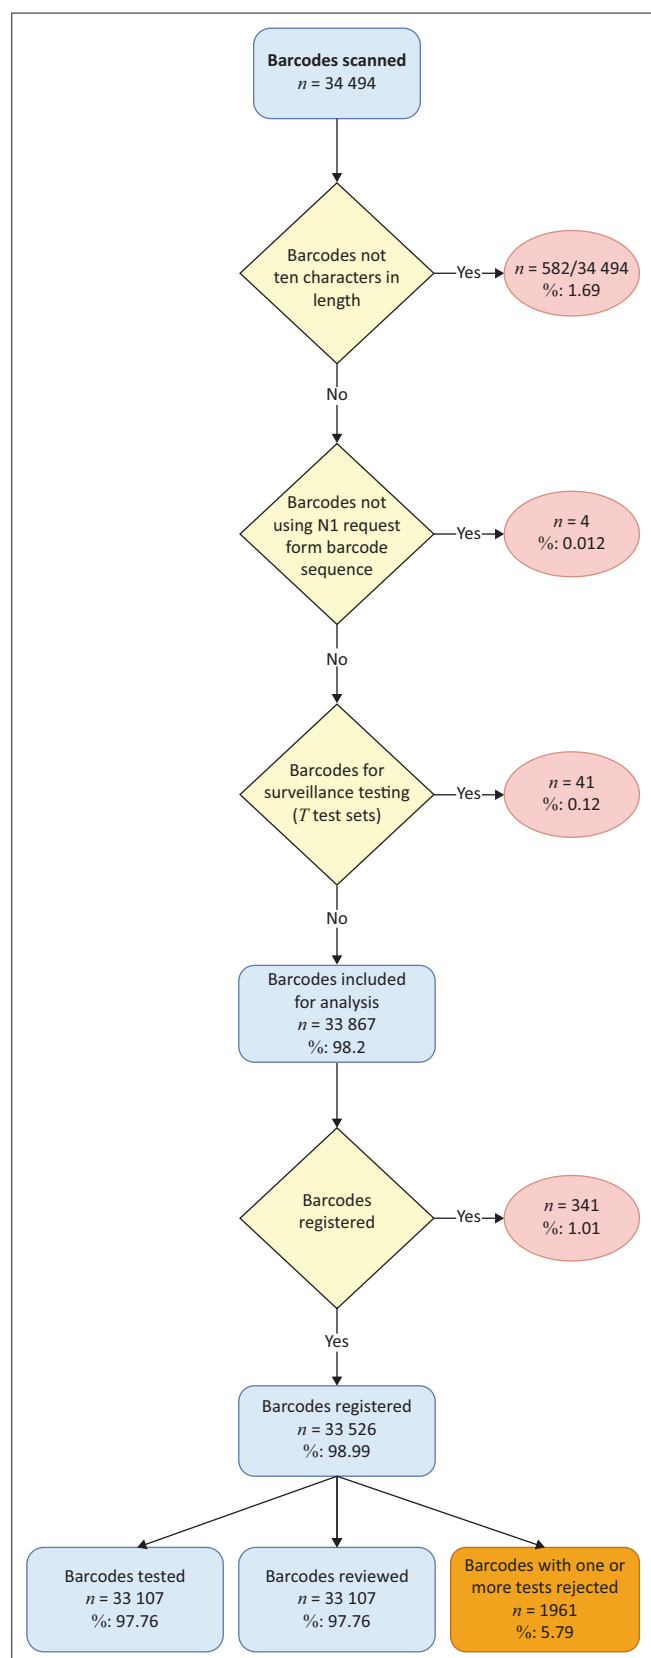 Barcodes scanned
n = 34 494
Barcodes not
ten characters in
length
Yes
n = 582/34 494
%: 1.69
No
Barcodes not
using N1 request
form barcode
sequence
Yes
n = 4
%: 0.012
No
Barcodes for
surveillance testing
(T test sets)
Yes
n = 41
%: 0.12
No
Barcodes included
for analysis
n = 33 867
%: 98.2
Barcodes
registered
Yes
n = 341
%: 1.01
Yes
Barcodes registered
n = 33 526
%: 98.99
Barcodes tested
n = 33 107
%: 97.76
Barcodes reviewed
n = 33 107
%: 97.76
Barcodes with one or
more tests rejected
n = 1961
%: 5.79